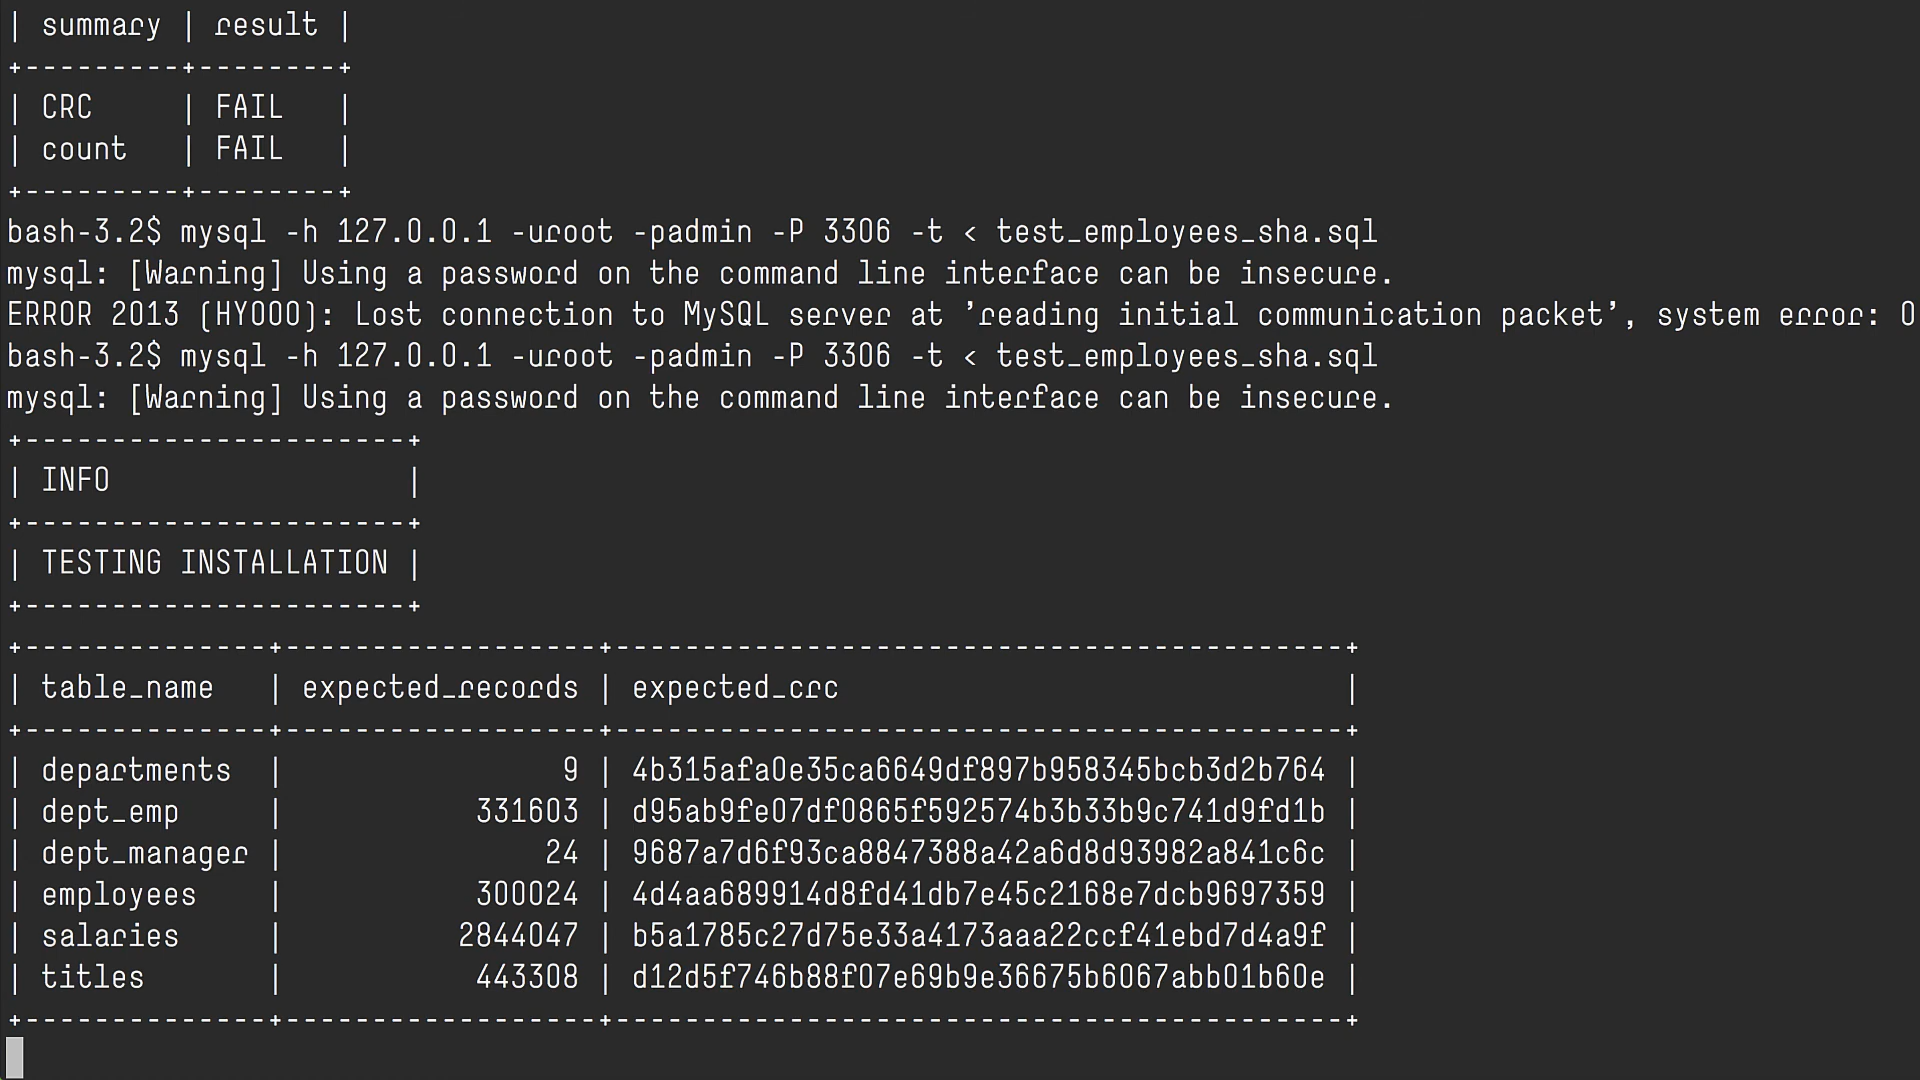 | summary | result |
+---------+--------+
| CRC     | FAIL   |
| count   | FAIL   |
+---------+--------+
bash-3.2$ mysql -h 127.0.0.1 -uroot -padmin -P 3306 -t < test_employees_sha.sql
mysql: [Warning] Using a password on the command line interface can be insecure.
ERROR 2013 (HY000): Lost connection to MySQL server at 'reading initial communication packet', system error: 0
bash-3.2$ mysql -h 127.0.0.1 -uroot -padmin -P 3306 -t < test_employees_sha.sql
mysql: [Warning] Using a password on the command line interface can be insecure.
+----------------------+
| INFO                 |
+----------------------+
| TESTING INSTALLATION |
+----------------------+
+--------------+------------------+------------------------------------------+
| table_name   | expected_records | expected_crc                             |
+--------------+------------------+------------------------------------------+
| departments  |                9 | 4b315afa0e35ca6649df897b958345bcb3d2b764 |
| dept_emp     |           331603 | d95ab9fe07df0865f592574b3b33b9c741d9fd1b |
| dept_manager |               24 | 9687a7d6f93ca8847388a42a6d8d93982a841c6c |
| employees    |           300024 | 4d4aa689914d8fd41db7e45c2168e7dcb9697359 |
| salaries     |          2844047 | b5a1785c27d75e33a4173aaa22ccf41ebd7d4a9f |
| titles       |           443308 | d12d5f746b88f07e69b9e36675b6067abb01b60e |
+--------------+------------------+------------------------------------------+